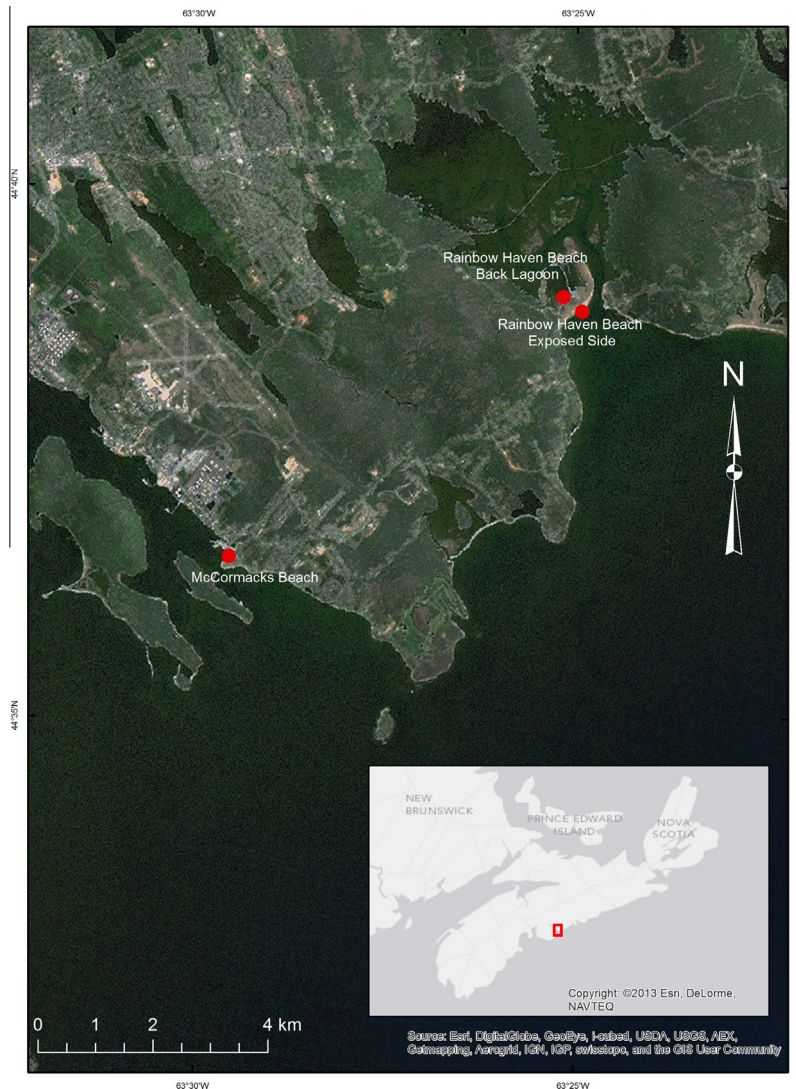 63°30'W
63°25'W
44°40'N
Rainbow Haven Beach
Back Lagoon
Rainbow Haven Beach
Exposed Side
N
McCormacks Beach
44°35'N
NEW
BRUNSWICK
PRINCE EDWARD
ISLAND
NOVA
SCOTIA
Copyright: ©2013 Esri, DeLorme,
NAVTEQ
0 1 2 4 km
Source: Esri, DigitalGlobe, GeoEye, i-cubed, USDA, USGS, AEX,
Getmapping, Aerogrid, IGN, IGP, swisstopo, and the GIS User Community
63°30'W
63°25'W